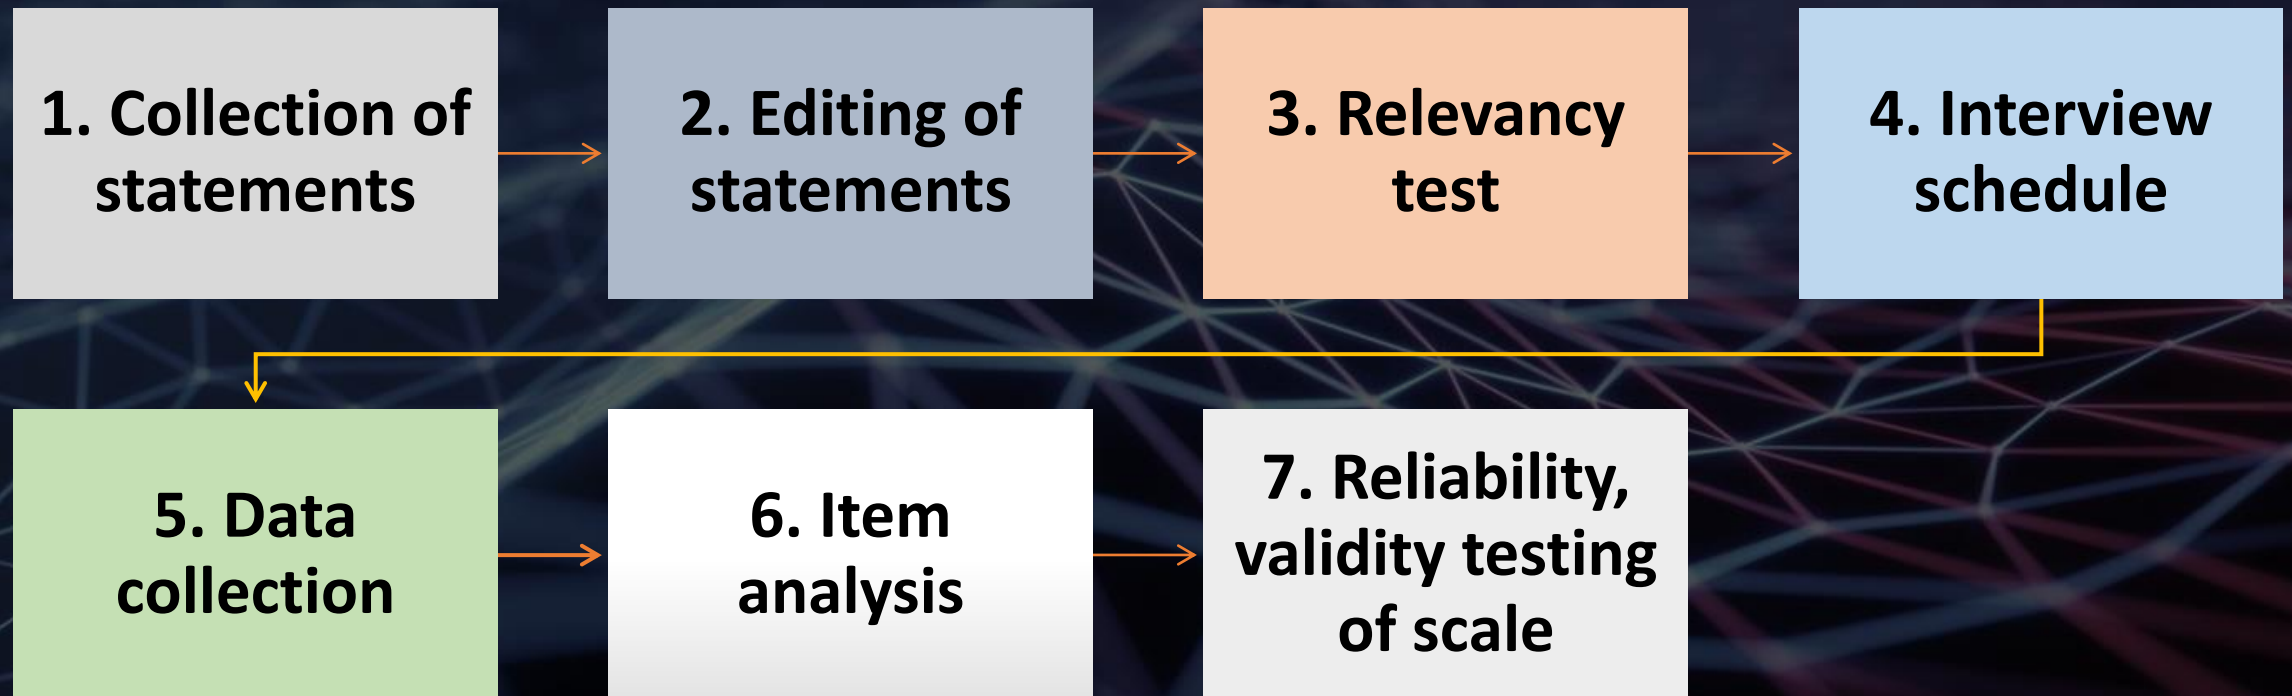 1. Collection of
statements
2. Editing of
statements
3. Relevancy
test
4. Interview
schedule
5. Data
collection
6. Item
analysis
7. Reliability,
validity testing
of scale